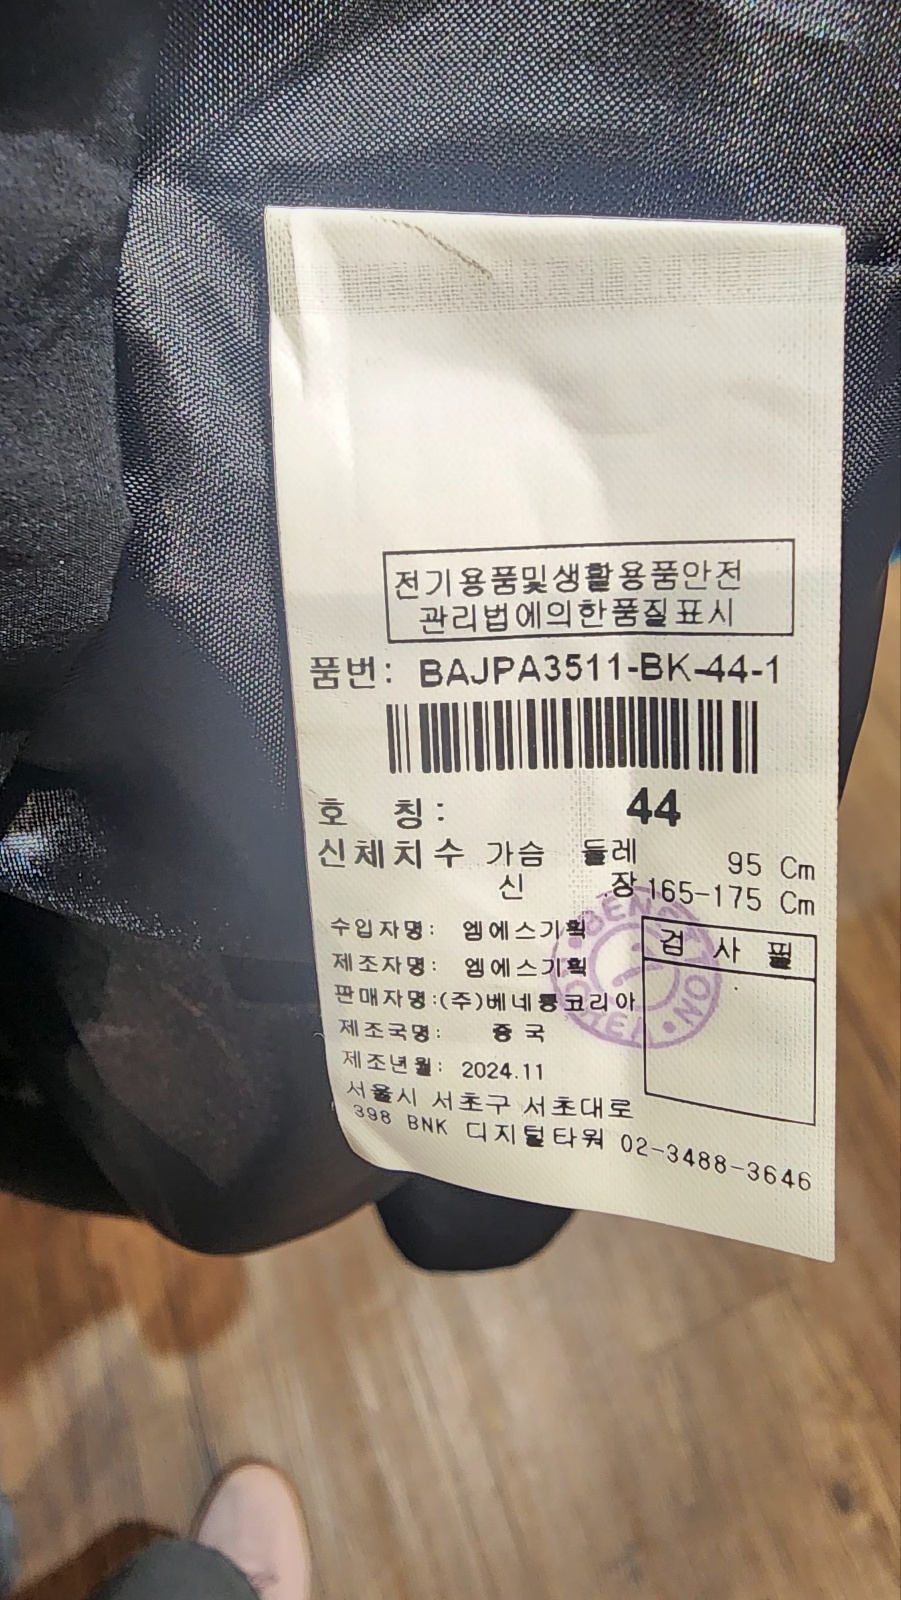 전기용품및생활용품안전
관리법에의한품질표시
품번: BAJPA3511-BK-44-1
호 칭: 44
신체치수 가슴 둘레 95 Cm
신 장 165-175 Cm
수입자명: 엠에스기획
제조자명: 엠에스기획
판매자명:(주)베네통코리아
제조국명: 중국
제조년월: 2024.11
서울시 서초구 서초대로
398 BNK 디지털타워 02-3488-3646
검 사 필